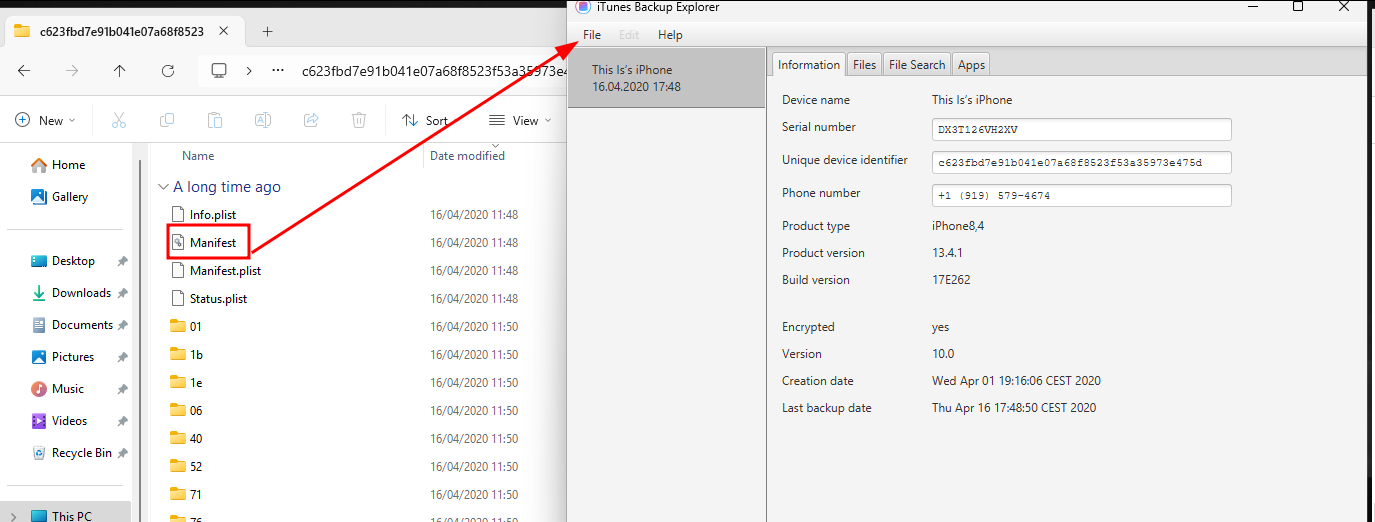 c623fbd7e91b041e07a68f8523
c623fbd7e91b041e07a68f8523f53a35973e4
New
Sort
View
Home
Gallery
Desktop
Downloads
Documents
Pictures
Music
Videos
Recycle Bin
This PC
Name Date modified
A long time ago
Info.plist 16/04/2020 11:48
Manifest 16/04/2020 11:48
Manifest.plist 16/04/2020 11:48
Status.plist 16/04/2020 11:48
01 16/04/2020 11:50
1b 16/04/2020 11:50
1e 16/04/2020 11:50
06 16/04/2020 11:50
40 16/04/2020 11:50
52 16/04/2020 11:50
71 16/04/2020 11:50
76 16/04/2020 11:50
iTunes Backup Explorer
File Edit Help
This Is's iPhone
16.04.2020 17:48
Information Files File Search Apps
Device name This Is's iPhone
Serial number DX3T126VH2XV
Unique device identifier c623fbd7e91b041e07a68f8523f53a35973e475d
Phone number +1 (919) 579-4674
Product type iPhone8,4
Product version 13.4.1
Build version 17E262
Encrypted yes
Version 10.0
Creation date Wed Apr 01 19:16:06 CEST 2020
Last backup date Thu Apr 16 17:48:50 CEST 2020